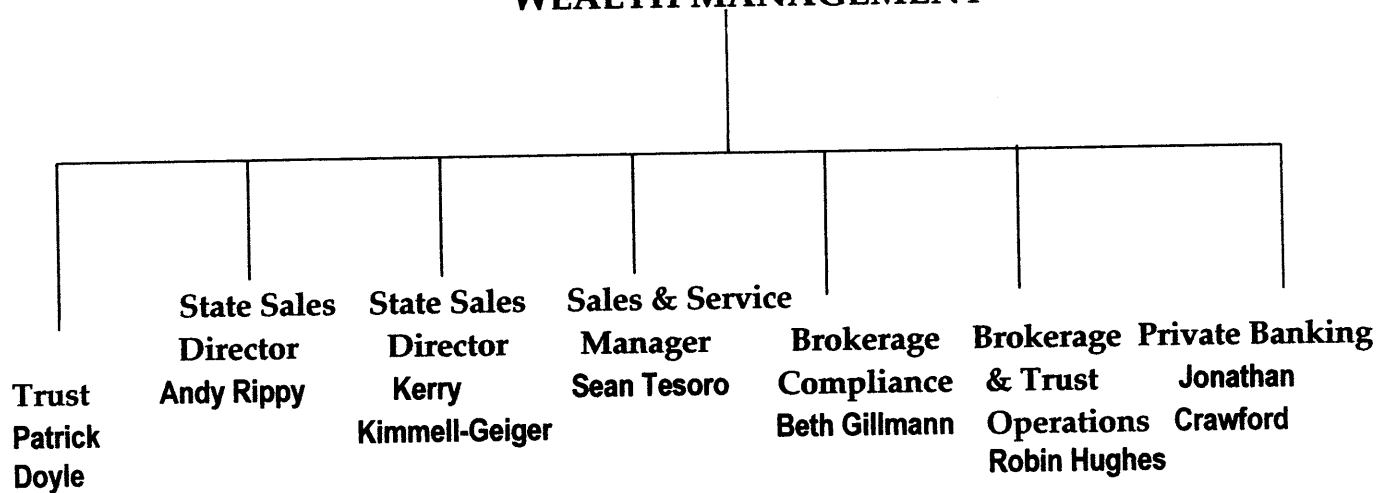 WEALTH MANAGEMENT
Trust
Patrick
Doyle
State Sales
Director
Andy Rippy
State Sales
Director
Kerry
Kimmell-Geiger
Sales & Service
Manager
Sean Tesoro
Brokerage
Compliance
Beth Gillmann
Brokerage
& Trust
Operations
Robin Hughes
Private Banking
Jonathan
Crawford